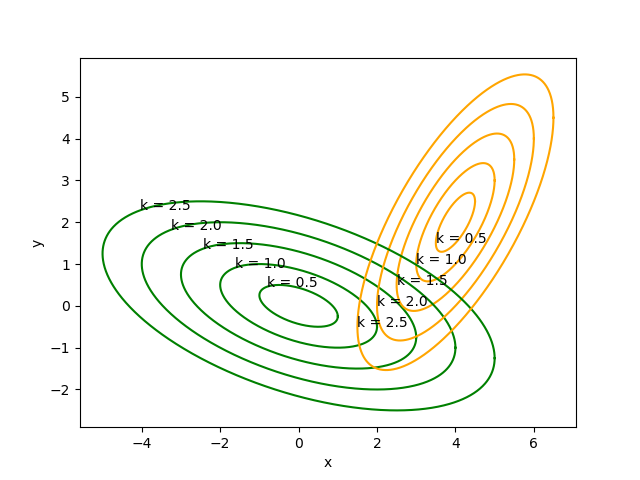 5
4
3
2
1
0
−1
−2
y
k = 2.5
k = 2.0
k = 1.5
k = 1.0
k = 0.5
k = 0.5
k = 1.0
k = 1.5
k = 2.0
k = 2.5
−4 −2 0 2 4 6
x